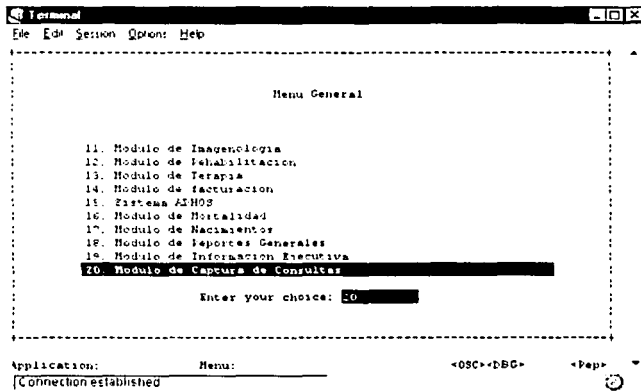 Terminal
File Edit Session Options Help
Menu General
11. Modulo de Imagenologia
12. Modulo de Rehabilitacion
13. Modulo de Terapia
14. Modulo de facturacion
15. Sistema ADHOS
16. Modulo de Mortalidad
17. Modulo de Nacimientos
18. Modulo de Reportes Generales
19. Modulo de Informacion Ejecutiva
20. Modulo de Captura de Consultas
Enter your choice: 20
Application: Menu: <OSC><DBG> <Rep>
Connection established